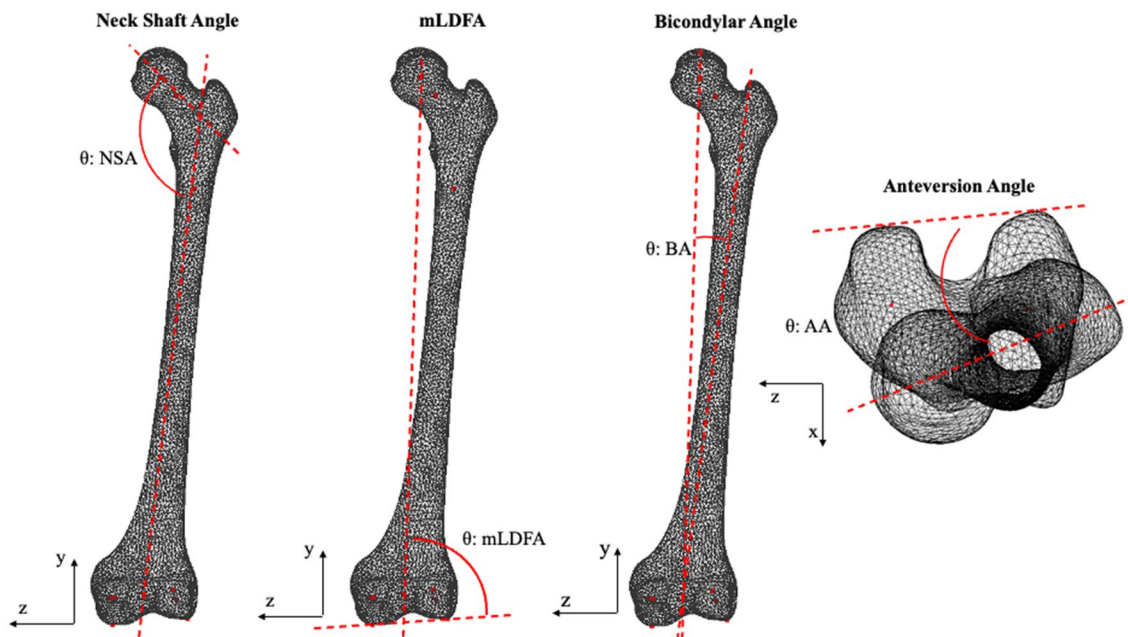 Neck Shaft Angle
θ: NSA
y
z
mLDFA
θ: mLDFA
y
z
Bicondylar Angle
θ: BA
y
z
Anteversion Angle
θ: AA
z
x